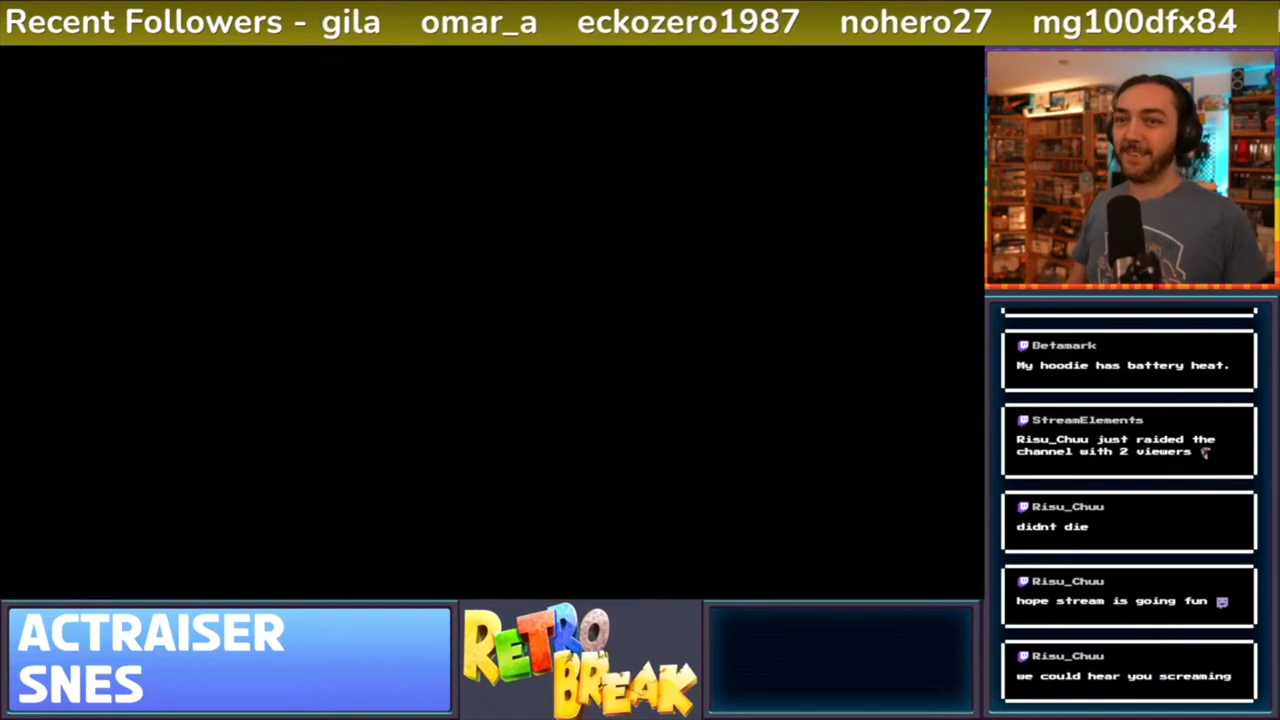 Recent Followers - gila omar_a eckozero1987 nohero27 mg100dfx84
Betamark
My hoodie has battery heat.
StreamElements
Risu_Chuu just raided the
channel with 2 viewers
Risu_Chuu
didnt die
Risu_Chuu
hope stream is going fun
Risu_Chuu
we could hear you screaming
ACTRAISER
SNES
RETRO
BREAK